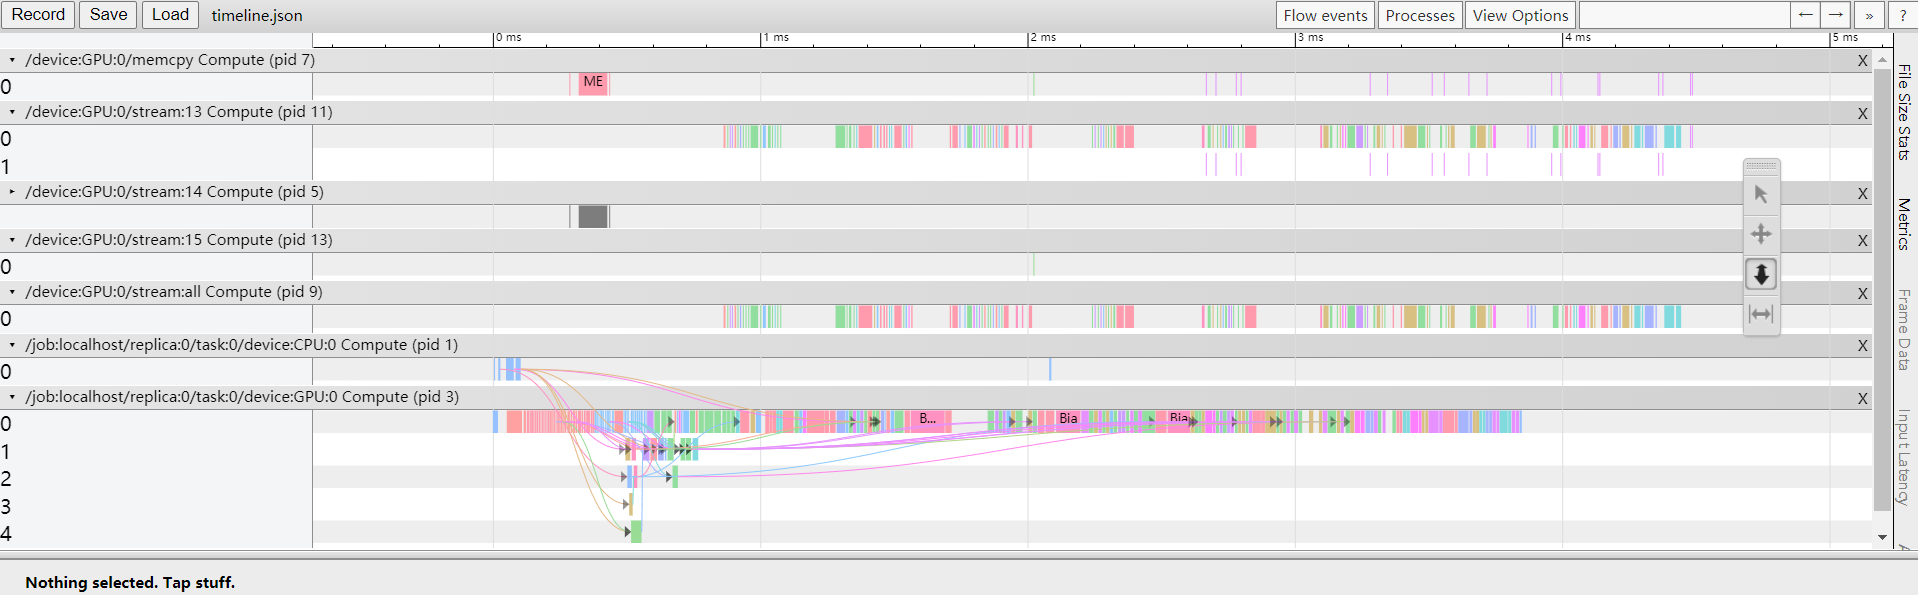 Record Save Load timeline.json Flow events Processes View Options ← → » ?
0 ms 1 ms 2 ms 3 ms 4 ms 5 ms
/device:GPU:0/memcpy Compute (pid 7) X
0 ME
/device:GPU:0/stream:13 Compute (pid 11) X
0
1
/device:GPU:0/stream:14 Compute (pid 5) X
/device:GPU:0/stream:15 Compute (pid 13) X
0
/device:GPU:0/stream:all Compute (pid 9) X
0
/job:localhost/replica:0/task:0/device:CPU:0 Compute (pid 1) X
0
/job:localhost/replica:0/task:0/device:GPU:0 Compute (pid 3) X
0 B... Bia Bia
1
2
3
4
File Size Stats
Metrics
Frame Data
Input Latency
Nothing selected. Tap stuff.